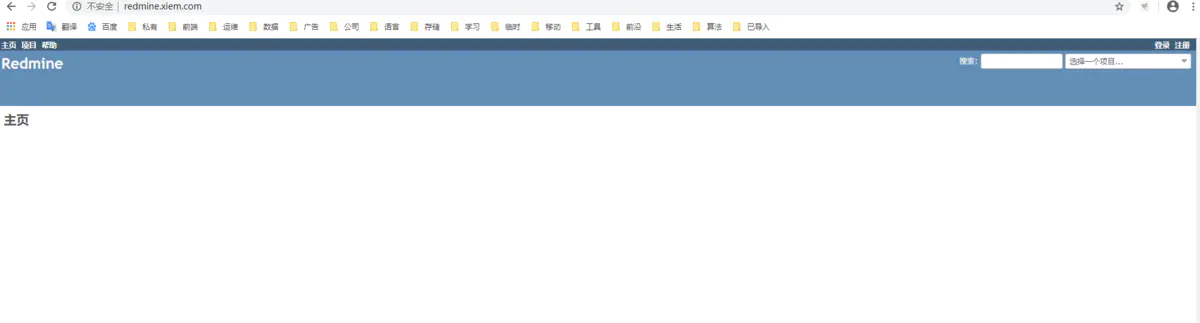 不安全 redmine.xiem.com
应用 翻译 百度 私有 前端 运维 数据 广告 公司 语言 存储 学习 临时 移动 工具 前沿 生活 算法 已导入
主页 项目 帮助 登录 注册
Redmine 搜索: 选择一个项目...
主页